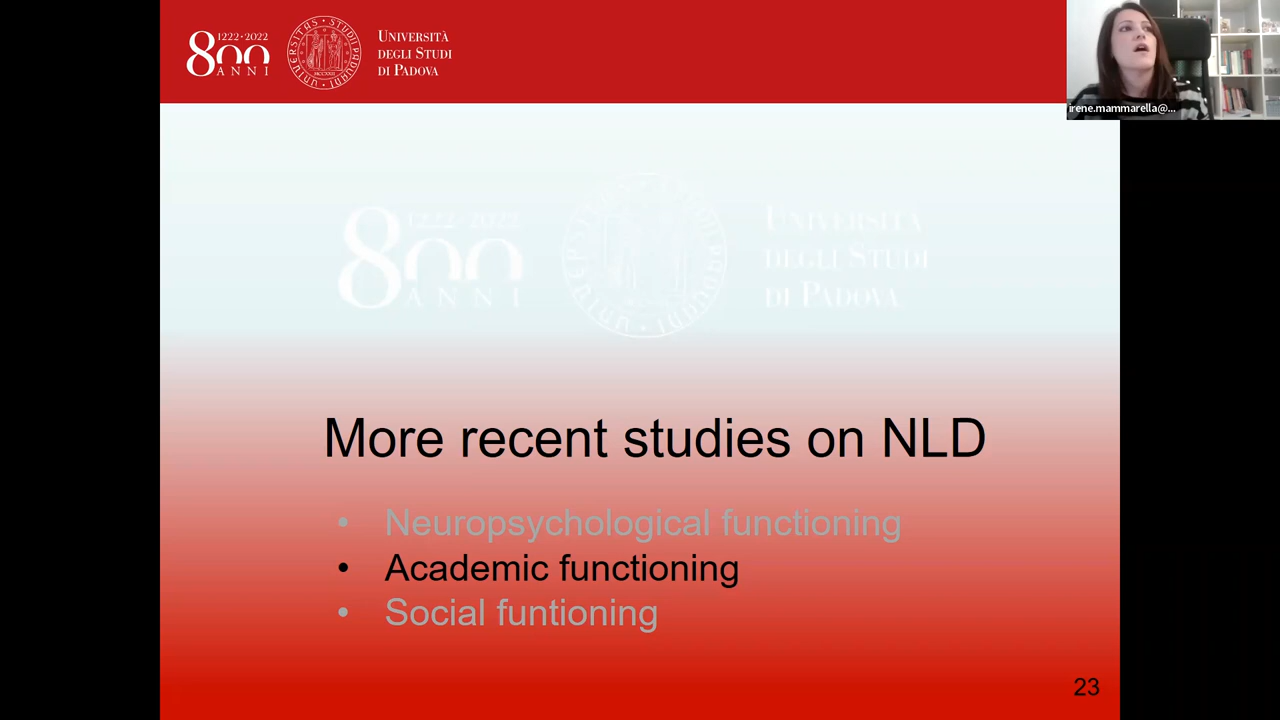 1222·2022
800
ANNI
UNIVERSITÀ
DEGLI STUDI
DI PADOVA
irene.mammarella@...
1222·2022
800
ANNI
UNIVERSITÀ
DEGLI STUDI
DI PADOVA
More recent studies on NLD
• Neuropsychological functioning
• Academic functioning
• Social funtioning
23